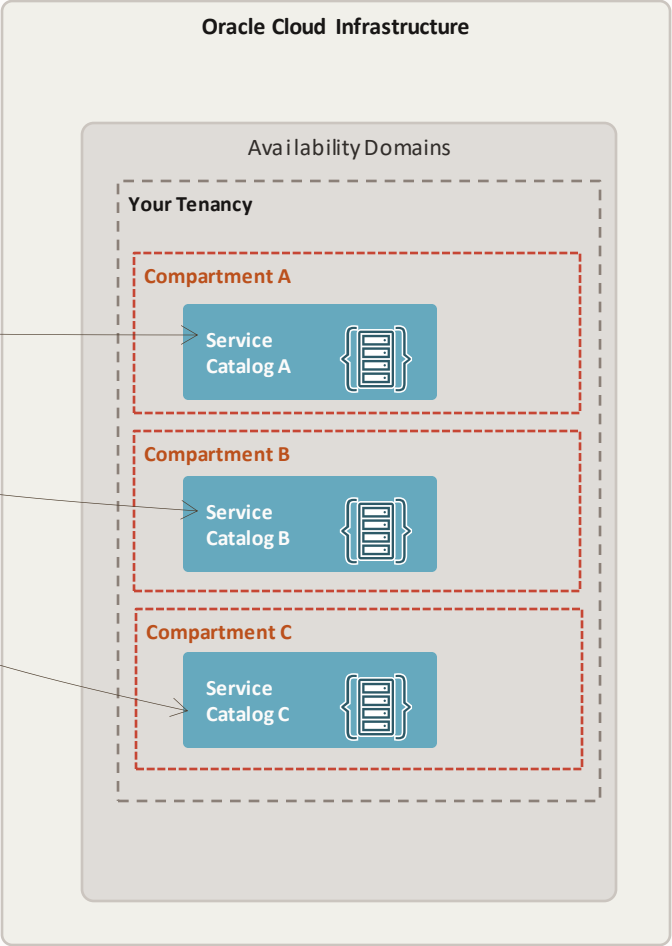 Oracle Cloud Infrastructure
Availability Domains
Your Tenancy
Compartment A
Service
Catalog A
Compartment B
Service
Catalog B
Compartment C
Service
Catalog C